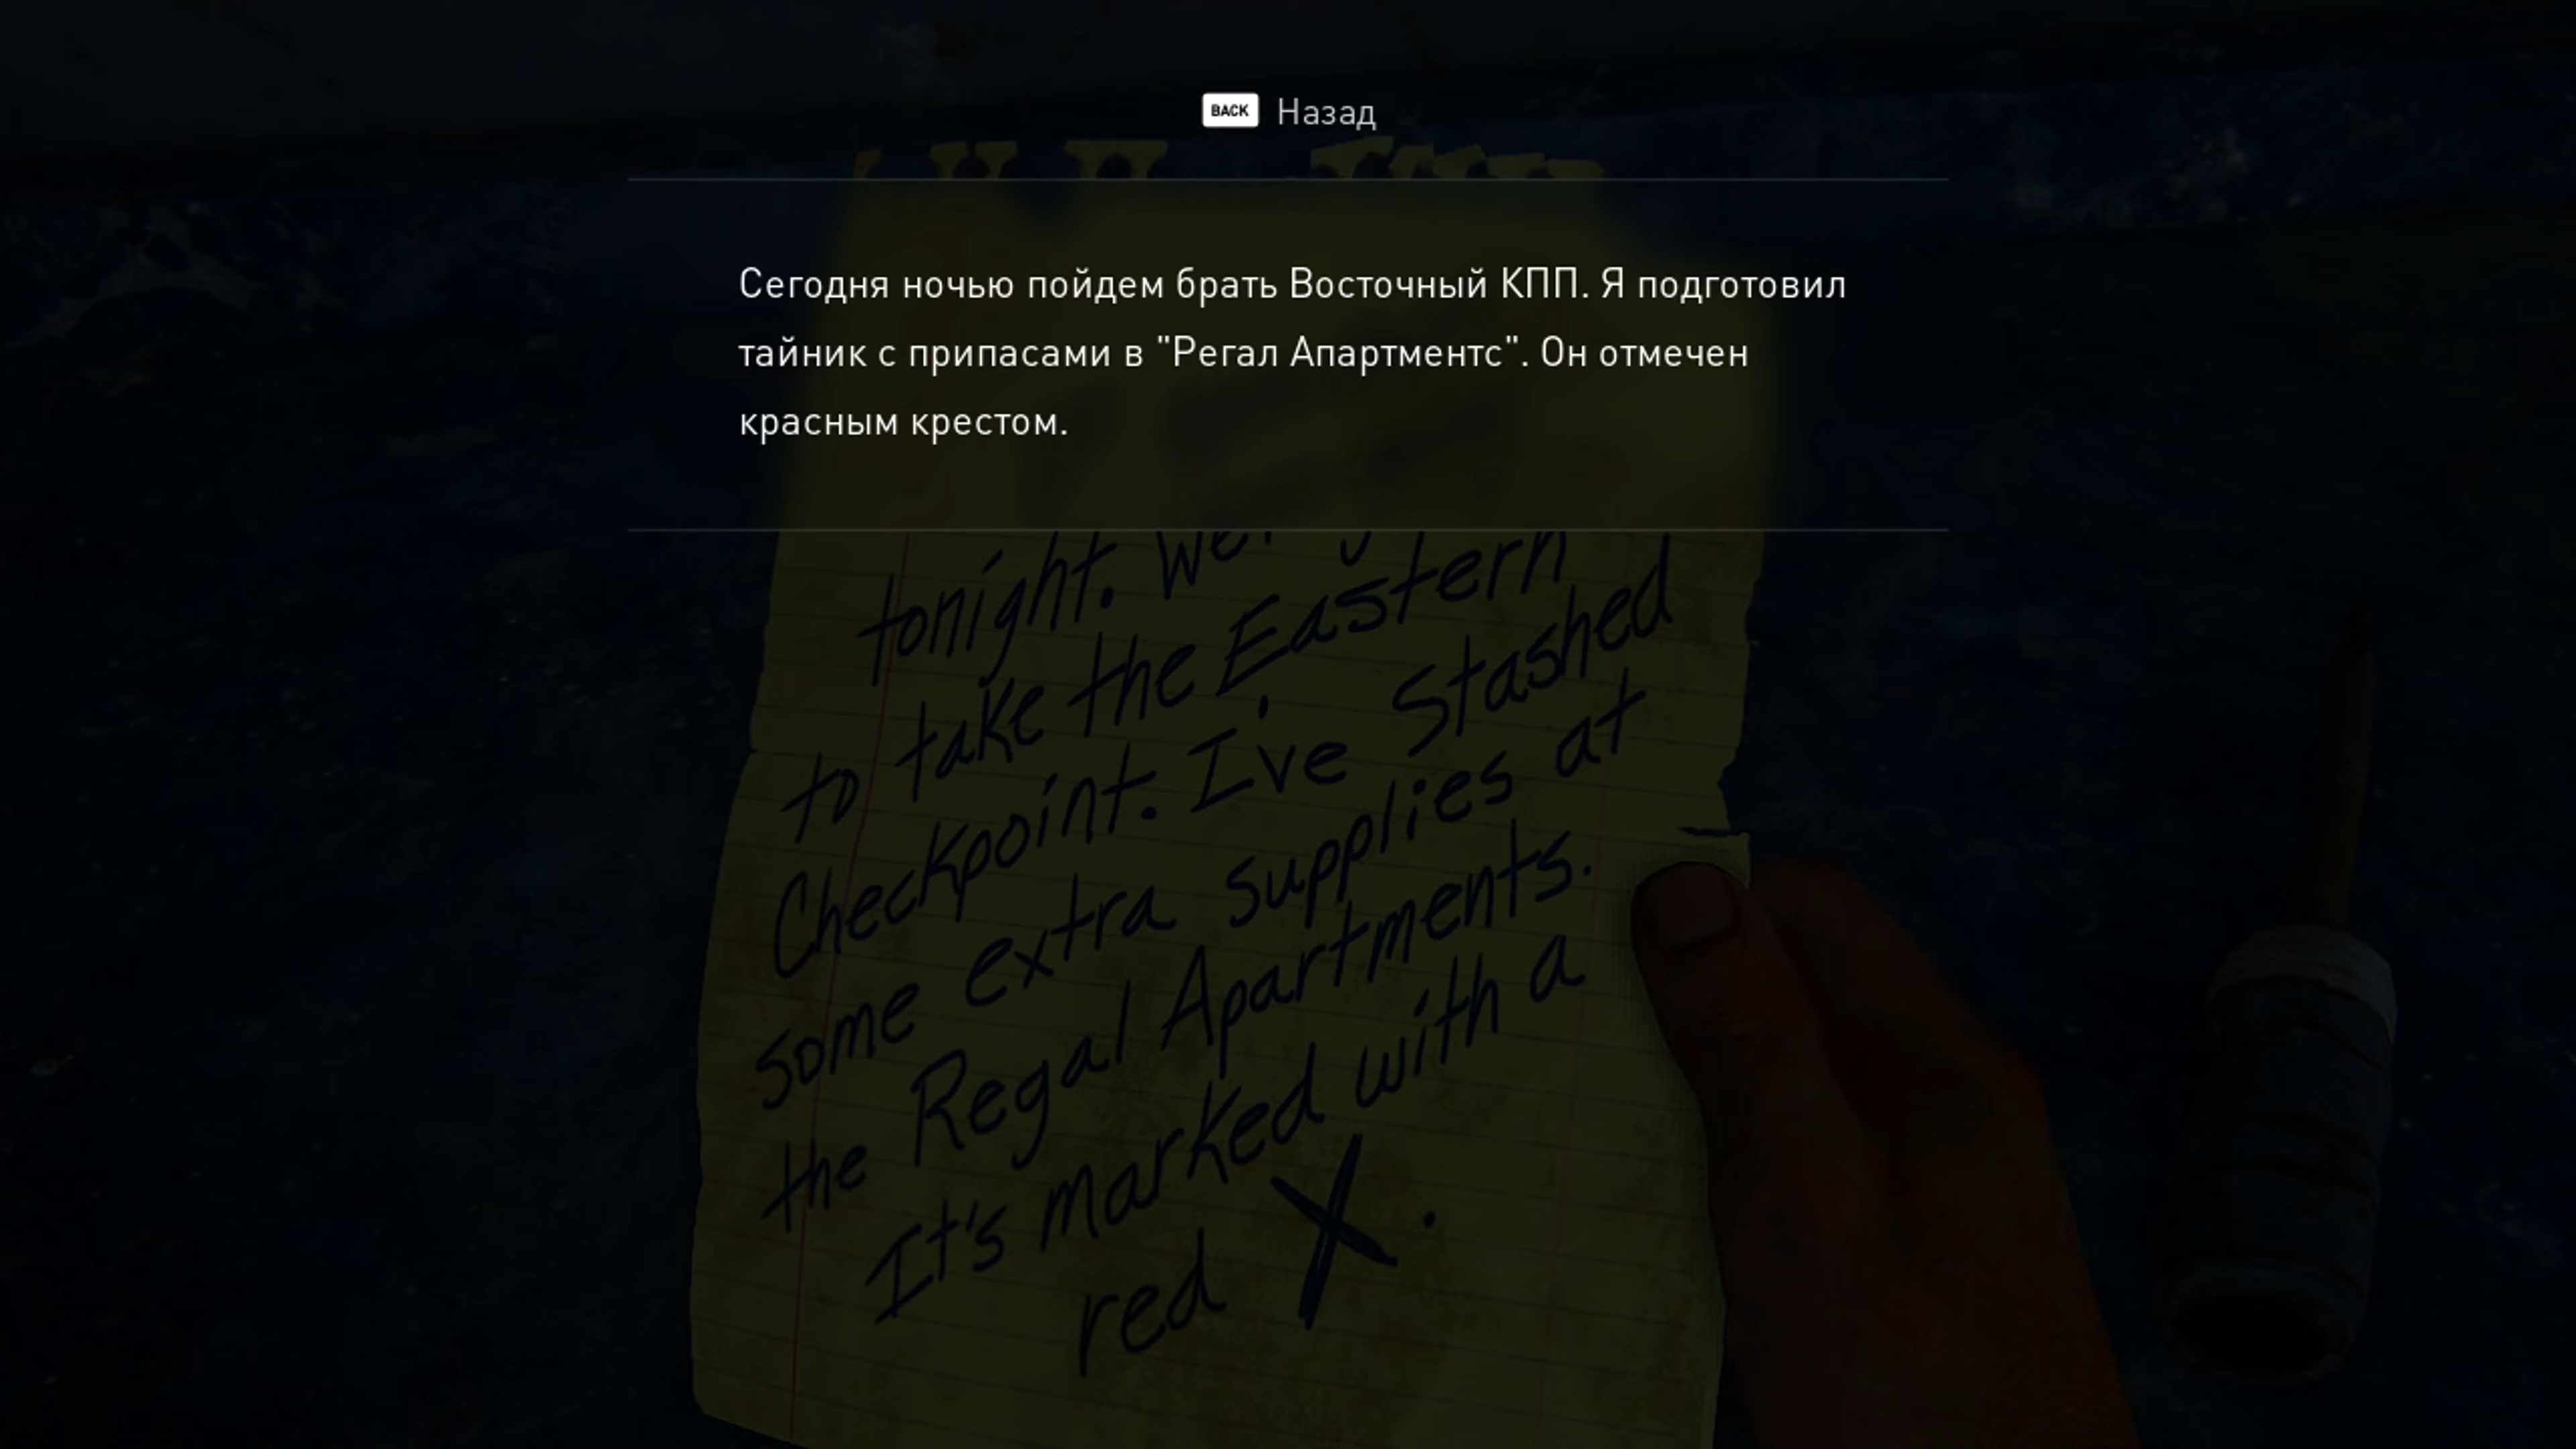 BACK Назад
Сегодня ночью пойдем брать Восточный КПП. Я подготовил
тайник с припасами в "Регал Апартментс". Он отмечен
красным крестом.
tonight.
to take the Eastern
Checkpoint. I've Stashed
some extra supplies at
the Regal Apartments.
It's marked with a
red X.